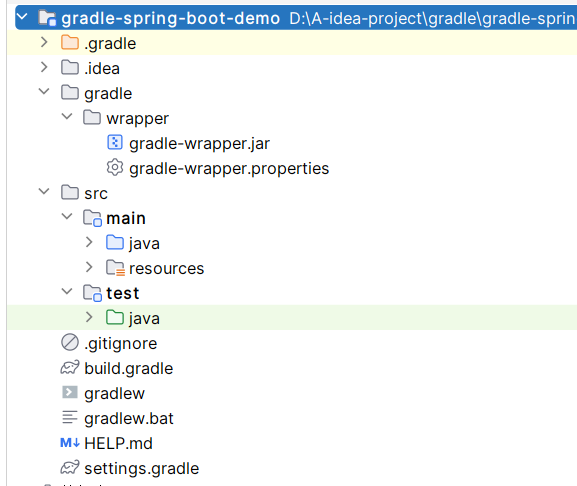 gradle-spring-boot-demo D:\A-idea-project\gradle\gradle-sprin
.gradle
.idea
gradle
wrapper
gradle-wrapper.jar
gradle-wrapper.properties
src
main
java
resources
test
java
.gitignore
build.gradle
gradlew
gradlew.bat
M↓ HELP.md
settings.gradle